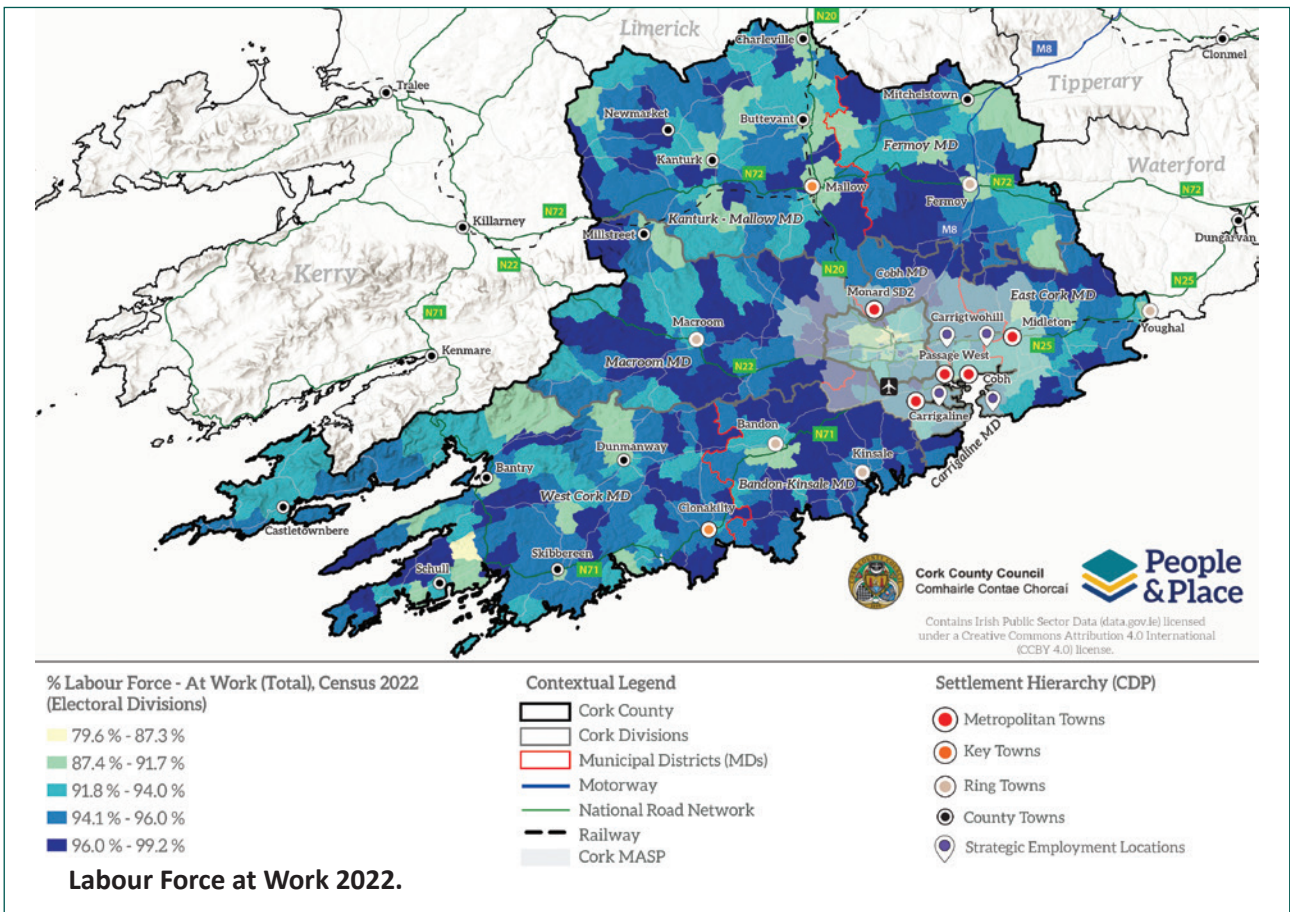 N20
Limerick
Charleville
M8
Clonmel
Tipperary
Tralee
Mitchelstown
Newmarket
Buttevant
Fermoy MD
Waterford
Kanturk
N72
Mallow
N72
N72
Fermoy
Killarney
N72
Kanturk - Mallow MD
M8
Millstreet
Dungarvan
Kerry
N22
N20
Cobh MD
N25
Monard SDZ
East Cork MD
N71
Macroom
Carrigtwohill
Midleton
Youghal
Kenmare
Macroom MD
N22
Passage West
N25
Cobh
Carrigaline
Bandon
N71
Carrigaline MD
Dunmanway
Kinsale
Bantry
West Cork MD
Bandon-Kinsale MD
Clonakilty
Castletownbere
Skibbereen
N71
Schull
Cork County Council
Comhairle Contae Chorcaí
People
& Place
Contains Irish Public Sector Data (data.gov.ie) licensed
under a Creative Commons Attribution 4.0 International
(CCBY 4.0) license.
% Labour Force - At Work (Total), Census 2022
(Electoral Divisions)
79.6 % - 87.3 %
87.4 % - 91.7 %
91.8 % - 94.0 %
94.1 % - 96.0 %
96.0 % - 99.2 %
Contextual Legend
Cork County
Cork Divisions
Municipal Districts (MDs)
Motorway
National Road Network
Railway
Cork MASP
Settlement Hierarchy (CDP)
Metropolitan Towns
Key Towns
Ring Towns
County Towns
Strategic Employment Locations
Labour Force at Work 2022.